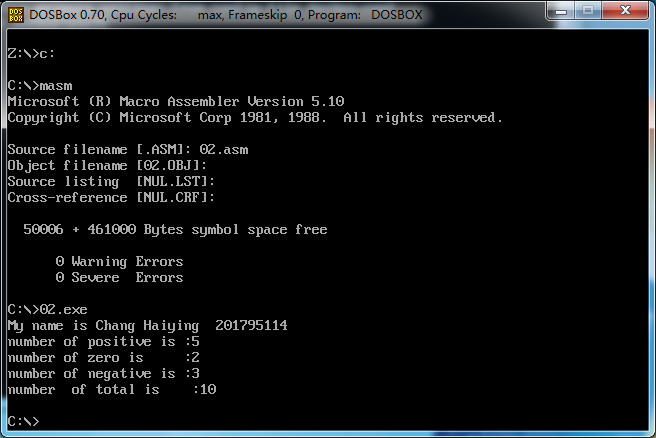 DOS BOX DOSBox 0.70, Cpu Cycles: max, Frameskip 0, Program: DOSBOX
Z:\>c:
C:\>masm
Microsoft (R) Macro Assembler Version 5.10
Copyright (C) Microsoft Corp 1981, 1988.  All rights reserved.
Source filename [.ASM]: 02.asm
Object filename [02.OBJ]:
Source listing  [NUL.LST]:
Cross-reference [NUL.CRF]:
50006 + 461000 Bytes symbol space free
0 Warning Errors
0 Severe  Errors
C:\>02.exe
My name is Chang Haiying  201795114
number of positive is :5
number of zero is     :2
number of negative is :3
number  of total is    :10
C:\>